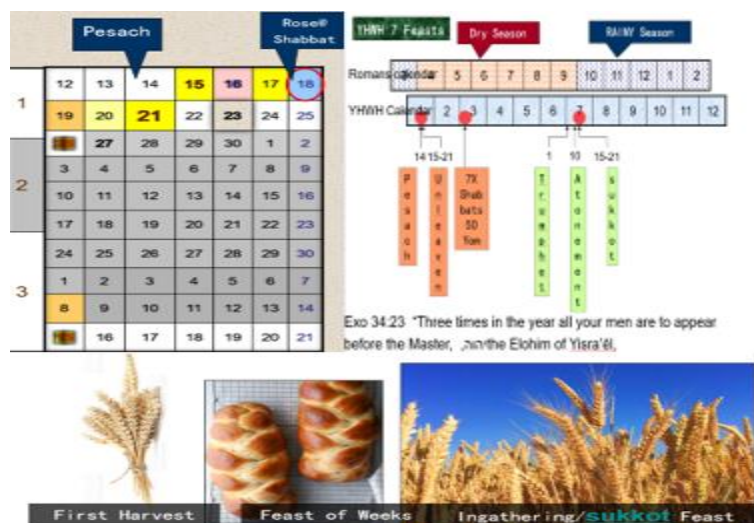 Pesach
Rose@
Shabbat
1
12 13 14 15 16 17 18
19 20 21 22 23 24 25
2
27 28 29 30 1 2
3 4 5 6 7 8 9
10 11 12 13 14 15 16
17 18 19 20 21 22 23
24 25 26 27 28 29 30
3
1 2 3 4 5 6 7
8 9 10 11 12 13 14
16 17 18 19 20 21
YHWH 7 Feasts
Dry Season
RAINY Season
Romans calendar
5 6 7 8 9 10 11 12 1 2
YHWH Calendar
2 3 4 5 6 7 8 9 10 11 12
14 15-21
1 10 15-21
Pesach
Unleaven
7X
Shab
bats
50
Yom
Trumphet
Atonement
sukkot
Exo 34:23 “Three times in the year all your men are to appear
before the Master, ,יהוה/the Elohim of Yisra’ĕl,
First Harvest
Feast of Weeks
Ingathering/sukkot Feast